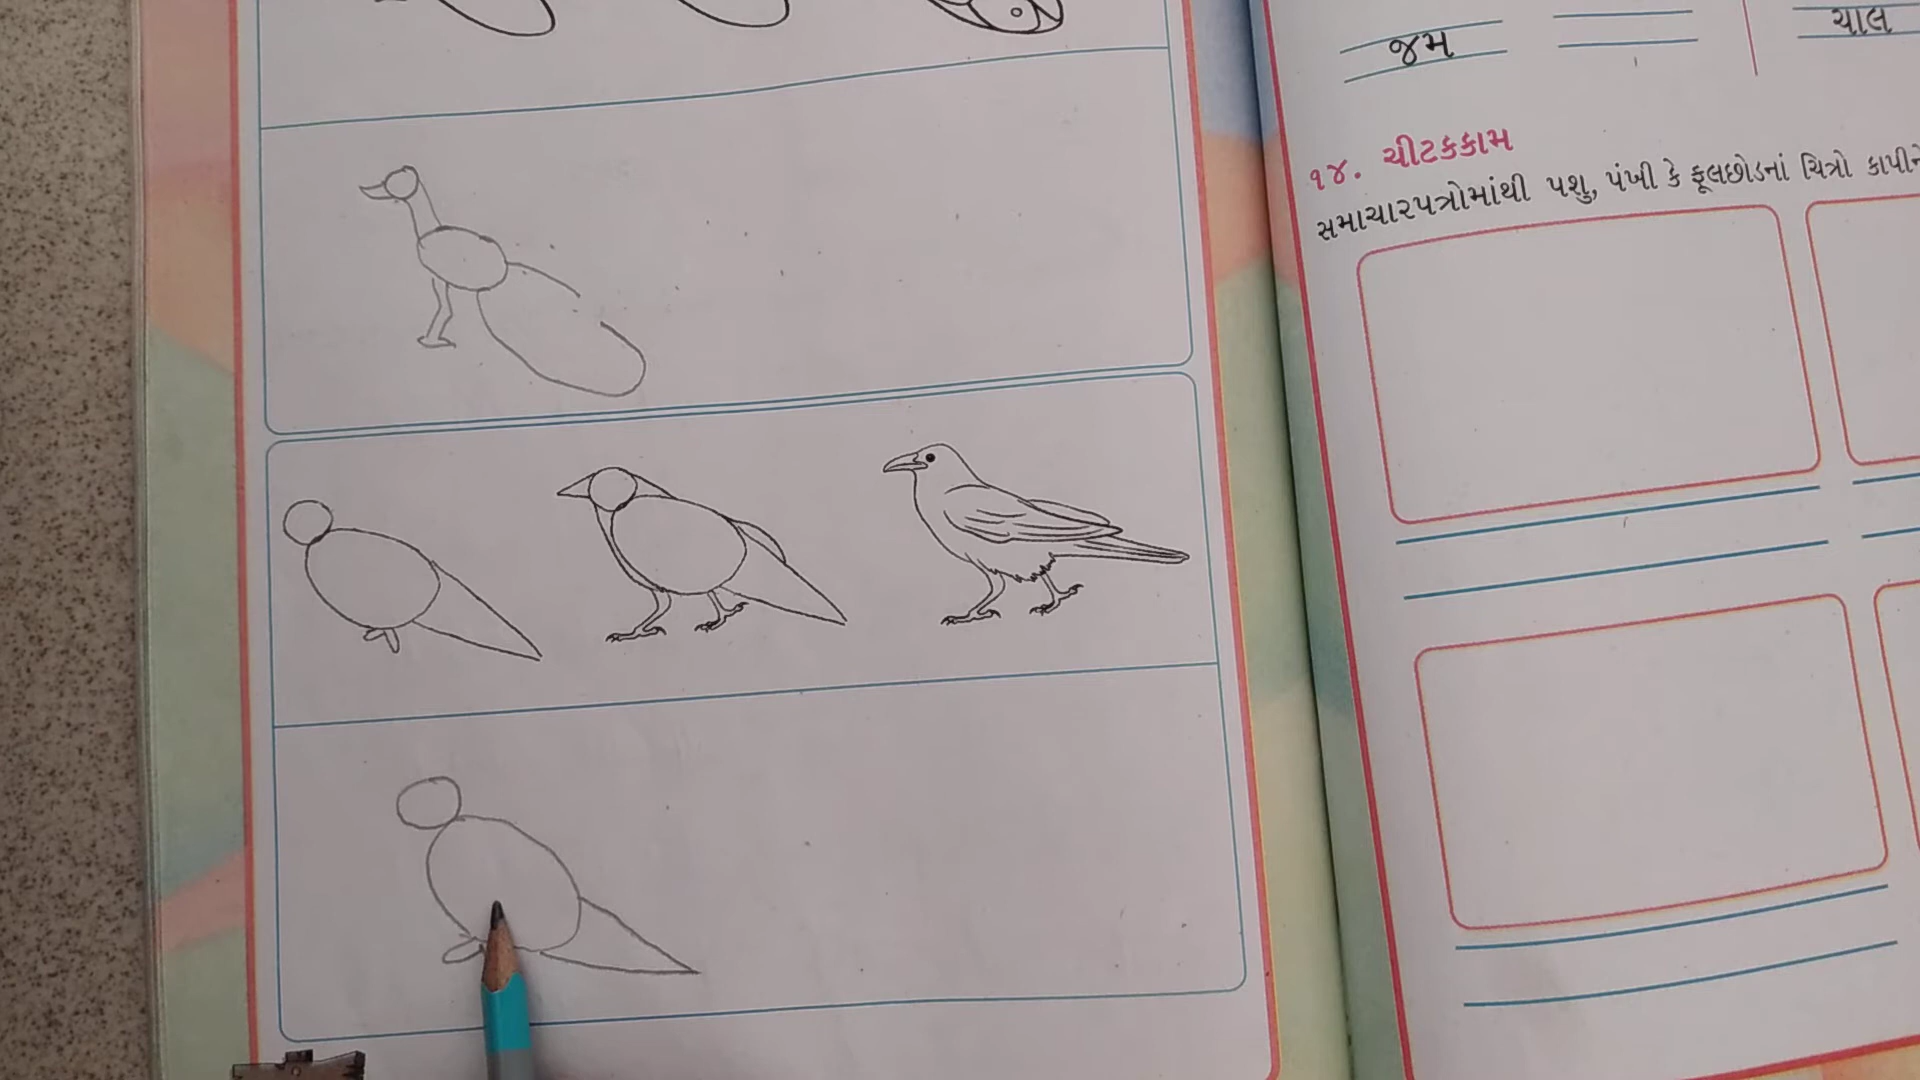 જમ
ચાલ
૧૪. ચીટકકામ
સમાચારપત્રોમાંથી પશુ, પંખી કે ફૂલછોડનાં ચિત્રો કાપીને